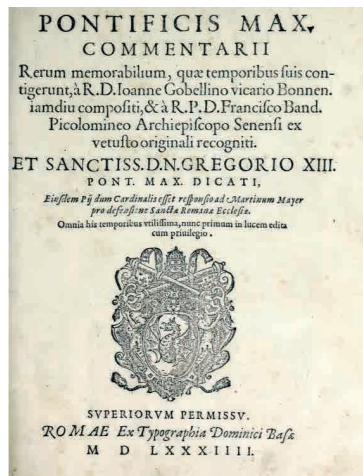 PONTIFICIS MAX.
COMMENTARII
Rerum memorabilium, quæ temporibus suis con-
tigerunt, à R.D. Ioanne Gobellino vicario Bonnen.
iamdiu compositi, & à R.P.D. Francisco Band.
Picolomineo Archiepiscopo Senensi ex
vetusto originali recogniti.
ET SANCTISS.D.N.GREGORIO XIII.
PONT. MAX. DICATI,
Eiusdem Pij dum Cardinalis esset responsio ad Martinum Mayer
pro defensione Sanctæ Romanæ Ecclesiæ.
Omnia his temporibus vtilissima, nunc primum in lucem edita
cum priuilegio.
SVPERIORVM PERMISSV.
ROMAE Ex Typographia Dominici Basæ
M D LXXXIIII.